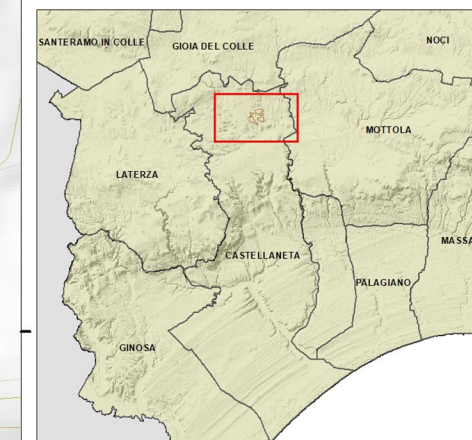 SANTERAMO IN COLLE
GIOIA DEL COLLE
NOCI
MOTTOLA
LATERZA
CASTELLANETA
MASSA
PALAGIANO
GINOSA